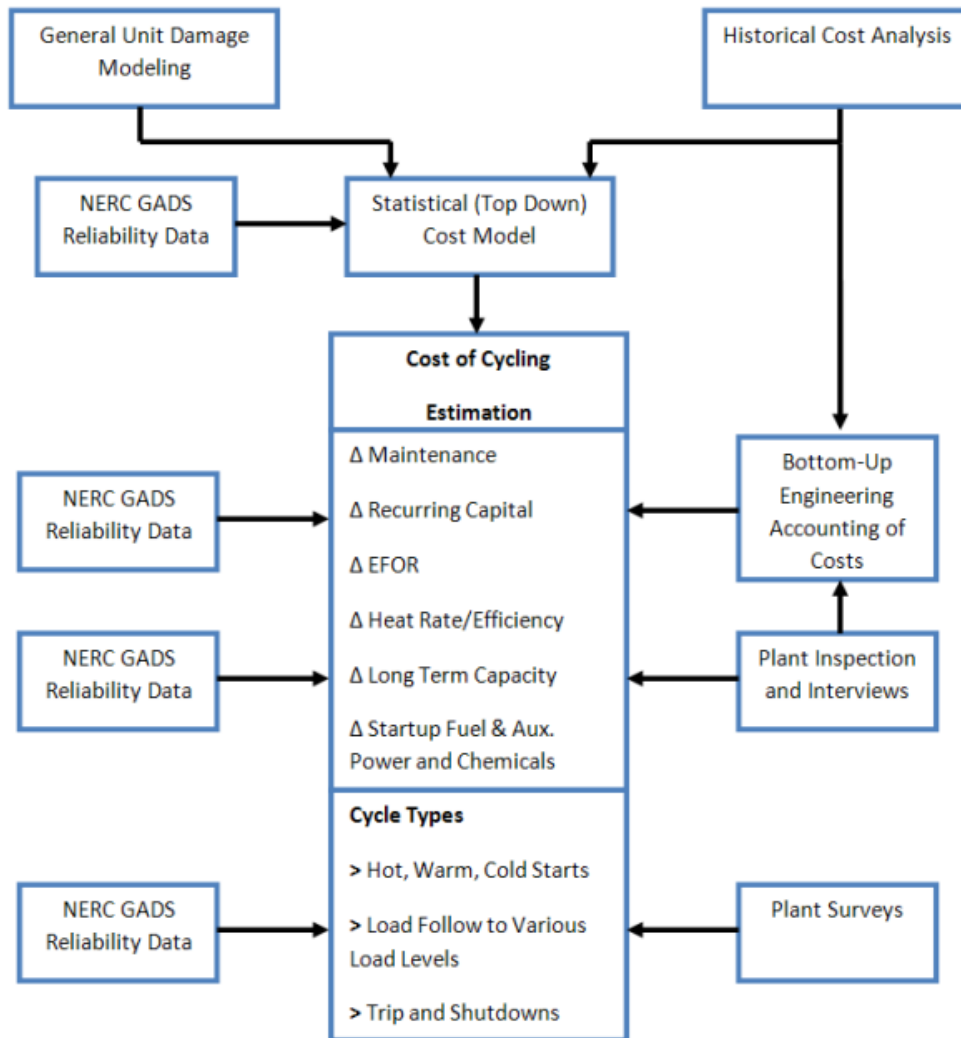 General Unit Damage
Modeling
Historical Cost Analysis
NERC GADS
Reliability Data
Statistical (Top Down)
Cost Model
Cost of Cycling
Estimation
Δ Maintenance
Δ Recurring Capital
Δ EFOR
Δ Heat Rate/Efficiency
Δ Long Term Capacity
Δ Startup Fuel & Aux.
Power and Chemicals
NERC GADS
Reliability Data
Bottom-Up
Engineering
Accounting of
Costs
NERC GADS
Reliability Data
Plant Inspection
and Interviews
Cycle Types
> Hot, Warm, Cold Starts
> Load Follow to Various
Load Levels
> Trip and Shutdowns
NERC GADS
Reliability Data
Plant Surveys